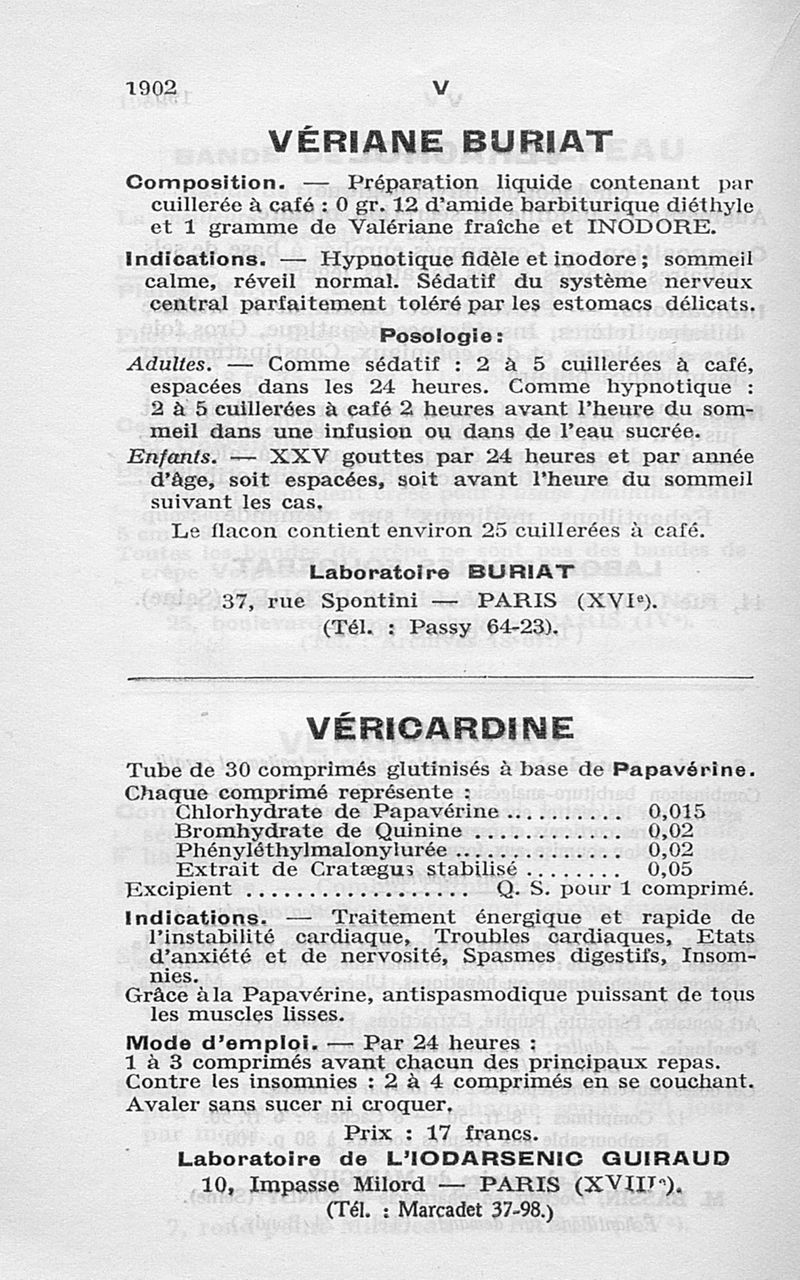 1902
V
VÉRIANE BURIAT
Composition. — Préparation liquide contenant par
cuillerée à café : 0 gr. 12 d'amide barbiturique diéthyle
et 1 gramme de Valériane fraîche et INODORE.
Indications. — Hypnotique fidèle et inodore ; sommeil
calme, réveil normal. Sédatif du système nerveux
central parfaitement toléré par les estomacs délicats.
Posologie :
Adultes. — Comme sédatif : 2 à 5 cuillerées à café,
espacées dans les 24 heures. Comme hypnotique :
2 à 5 cuillerées à café 2 heures avant l'heure du som-
meil dans une infusion ou dans de l'eau sucrée.
Enfants. — XXV gouttes par 24 heures et par année
d'âge, soit espacées, soit avant l'heure du sommeil
suivant les cas.
Le flacon contient environ 25 cuillerées à café.
Laboratoire BURIAT
37, rue Spontini — PARIS (XVIe).
(Tél. : Passy 64-23).
VÉRICARDINE
Tube de 30 comprimés glutinisés à base de Papavérine.
Chaque comprimé représente :
Chlorhydrate de Papavérine ........... 0,015
Bromhydrate de Quinine ............ 0,02
Phényléthylmalonylurée .............. 0,02
Extrait de Cratægus stabilisé ........ 0,05
Excipient ................... Q. S. pour 1 comprimé.
Indications. — Traitement énergique et rapide de
l'instabilité cardiaque, Troubles cardiaques, Etats
d'anxiété et de nervosité, Spasmes digestifs, Insom-
nies.
Grâce à la Papavérine, antispasmodique puissant de tous
les muscles lisses.
Mode d'emploi. — Par 24 heures :
1 à 3 comprimés avant chacun des principaux repas.
Contre les insomnies : 2 à 4 comprimés en se couchant.
Avaler sans sucer ni croquer.
Prix : 17 francs.
Laboratoire de L'IODARSENIC GUIRAUD
10, Impasse Milord — PARIS (XVIIIe).
(Tél. : Marcadet 37-98.)